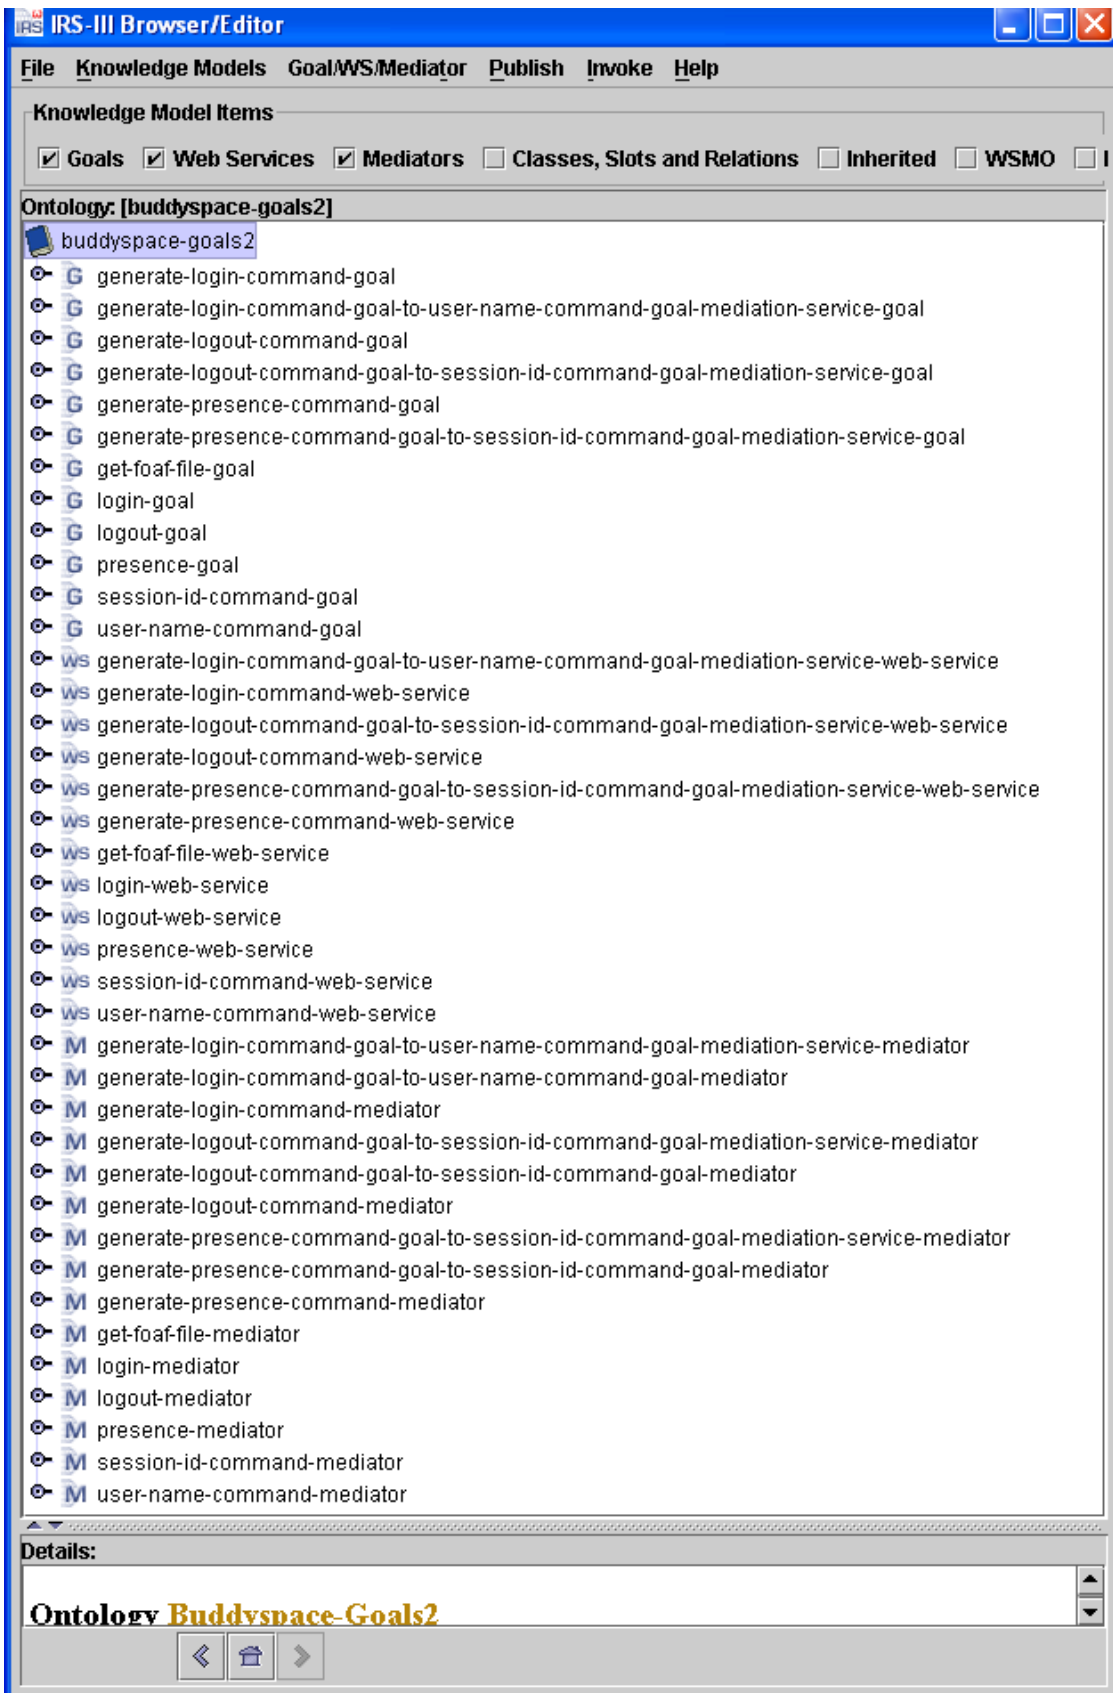 IRS IRS-III Browser/Editor
File Knowledge Models Goal/WS/Mediator Publish Invoke Help
Knowledge Model Items
Goals Web Services Mediators Classes, Slots and Relations Inherited WSMO
Ontology: [buddyspace-goals2]
buddyspace-goals2
G generate-login-command-goal
G generate-login-command-goal-to-user-name-command-goal-mediation-service-goal
G generate-logout-command-goal
G generate-logout-command-goal-to-session-id-command-goal-mediation-service-goal
G generate-presence-command-goal
G generate-presence-command-goal-to-session-id-command-goal-mediation-service-goal
G get-foaf-file-goal
G login-goal
G logout-goal
G presence-goal
G session-id-command-goal
G user-name-command-goal
WS generate-login-command-goal-to-user-name-command-goal-mediation-service-web-service
WS generate-login-command-web-service
WS generate-logout-command-goal-to-session-id-command-goal-mediation-service-web-service
WS generate-logout-command-web-service
WS generate-presence-command-goal-to-session-id-command-goal-mediation-service-web-service
WS generate-presence-command-web-service
WS get-foaf-file-web-service
WS login-web-service
WS logout-web-service
WS presence-web-service
WS session-id-command-web-service
WS user-name-command-web-service
M generate-login-command-goal-to-user-name-command-goal-mediation-service-mediator
M generate-login-command-goal-to-user-name-command-goal-mediator
M generate-login-command-mediator
M generate-logout-command-goal-to-session-id-command-goal-mediation-service-mediator
M generate-logout-command-goal-to-session-id-command-goal-mediator
M generate-logout-command-mediator
M generate-presence-command-goal-to-session-id-command-goal-mediation-service-mediator
M generate-presence-command-goal-to-session-id-command-goal-mediator
M generate-presence-command-mediator
M get-foaf-file-mediator
M login-mediator
M logout-mediator
M presence-mediator
M session-id-command-mediator
M user-name-command-mediator
Details:
Ontology Buddyspace-Goals2